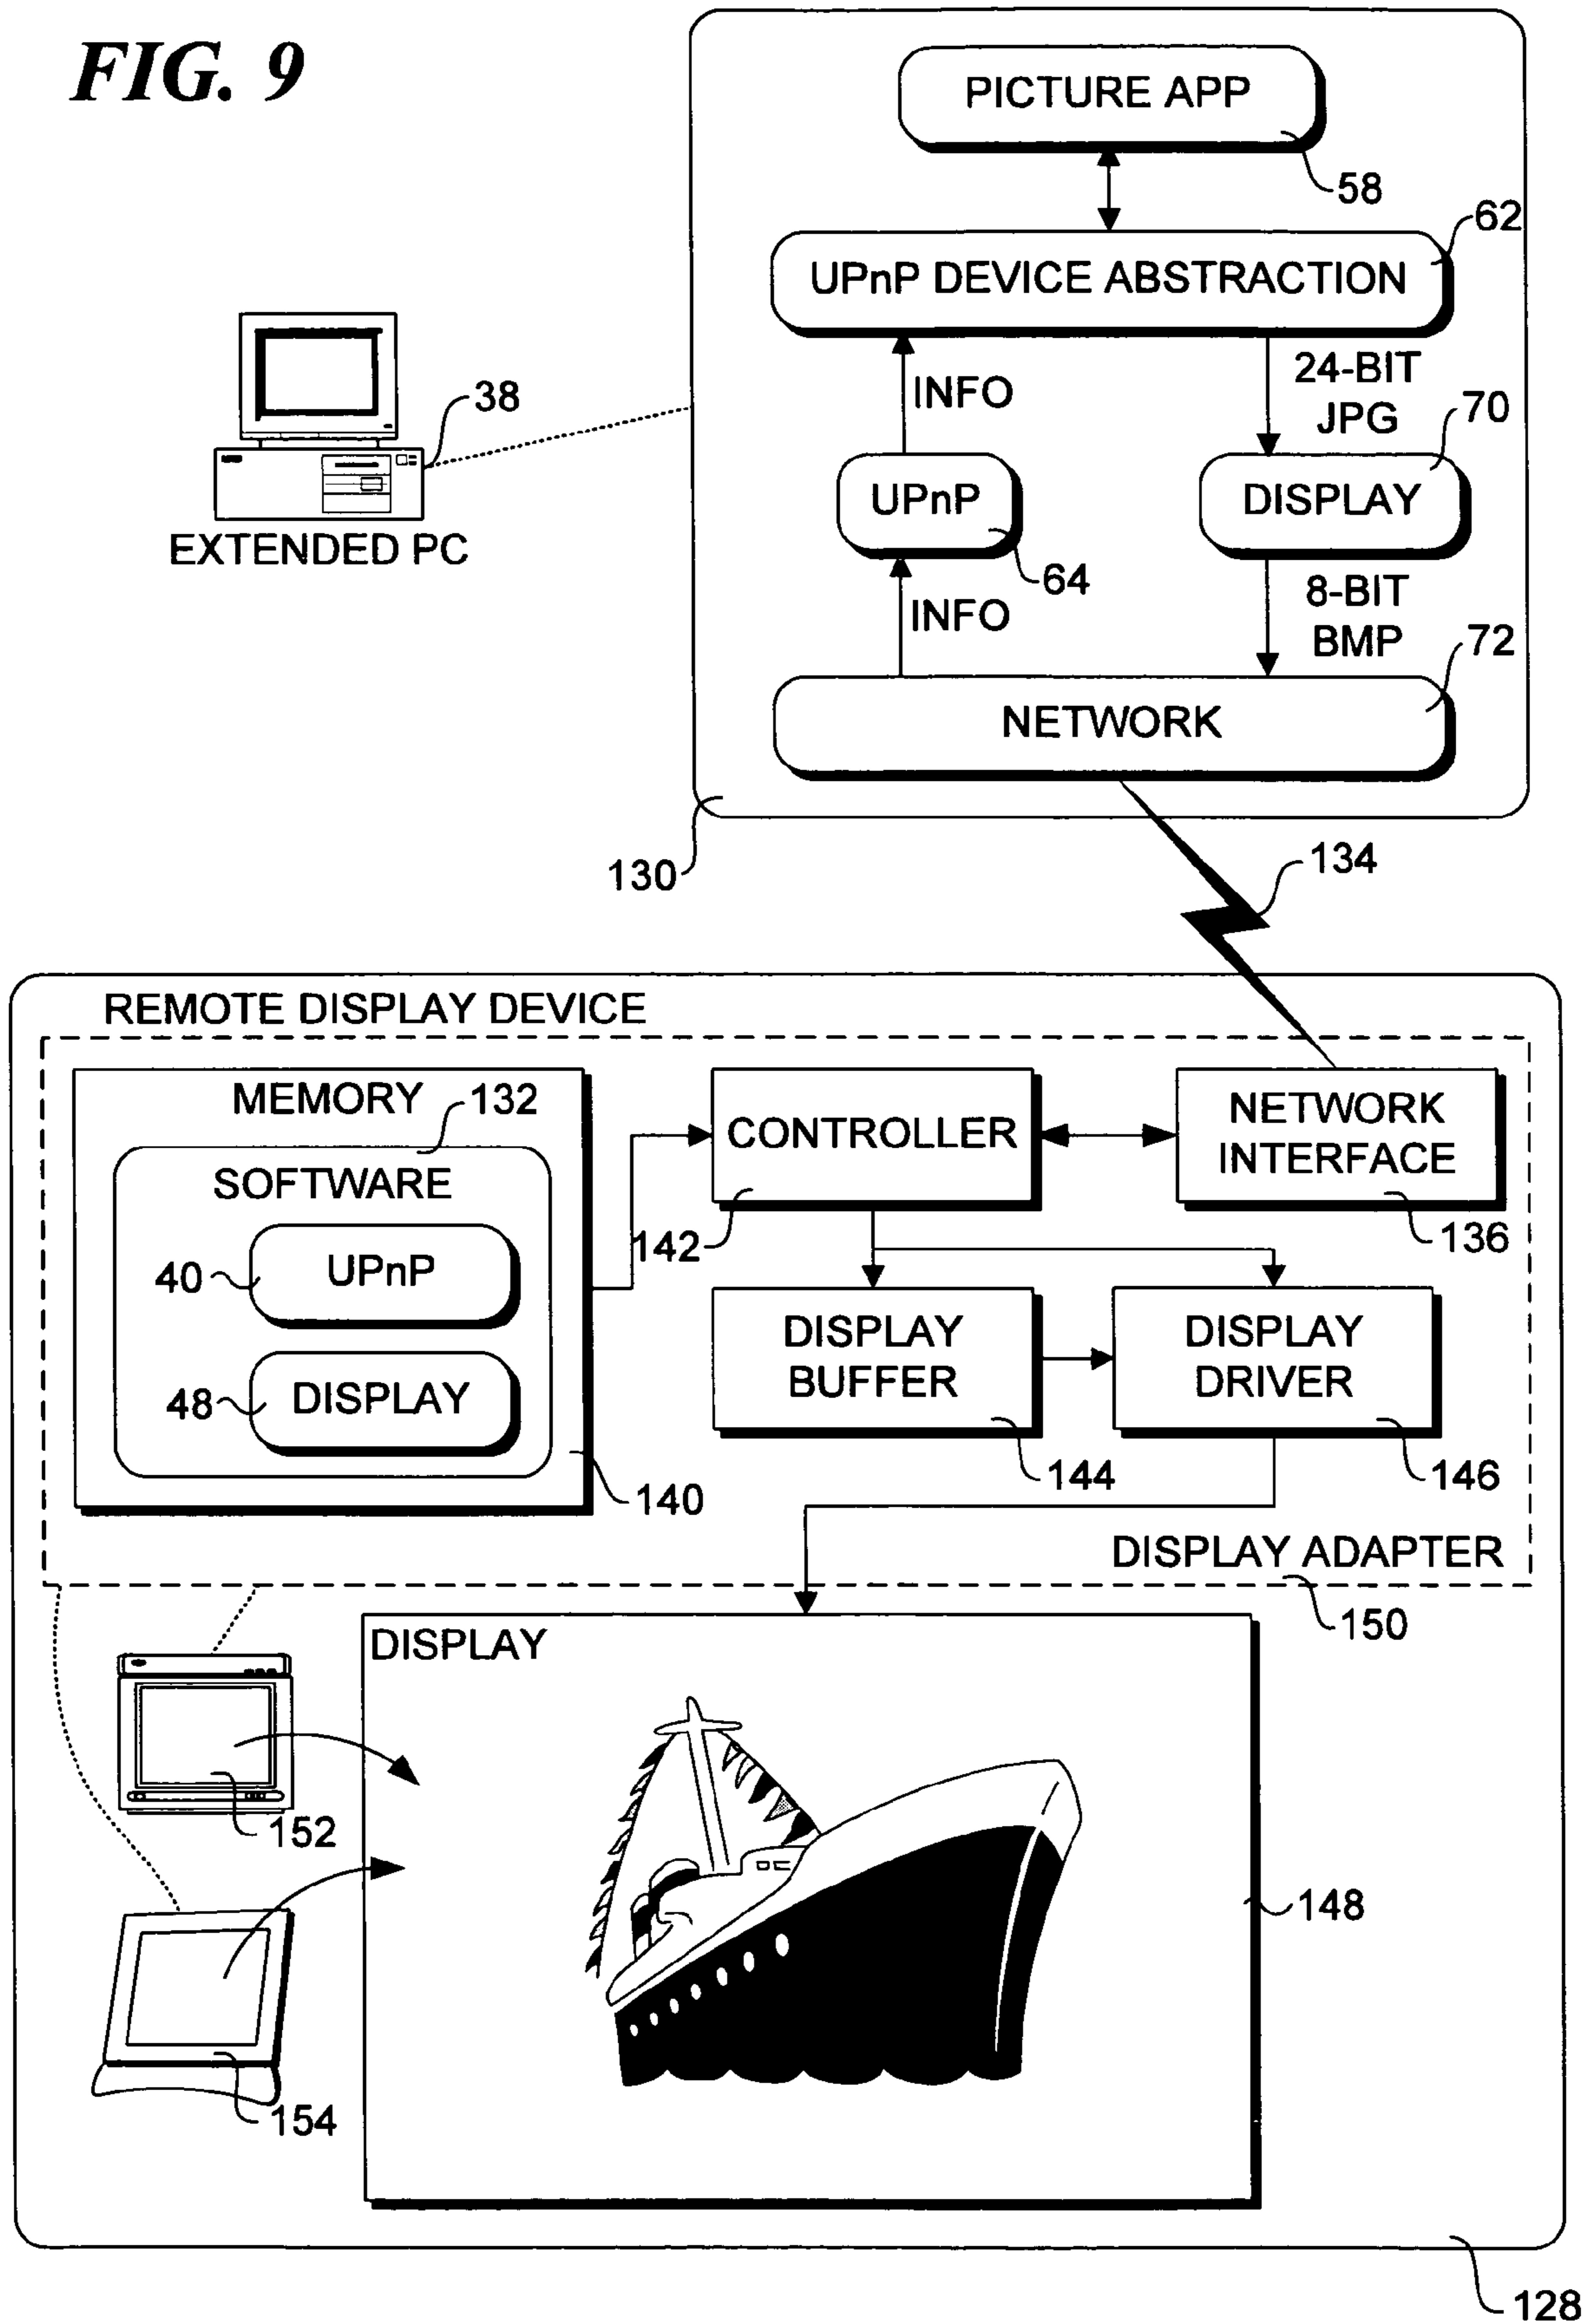 FIG. 9
PICTURE APP
58
62
UPnP DEVICE ABSTRACTION
INFO
24-BIT
JPG
38
70
UPnP
DISPLAY
EXTENDED PC
64
INFO
8-BIT
BMP
72
NETWORK
130
134
REMOTE DISPLAY DEVICE
MEMORY
132
SOFTWARE
CONTROLLER
NETWORK
INTERFACE
142
136
40
UPnP
48
DISPLAY
DISPLAY
BUFFER
DISPLAY
DRIVER
144
146
140
DISPLAY ADAPTER
150
DISPLAY
152
148
154
128